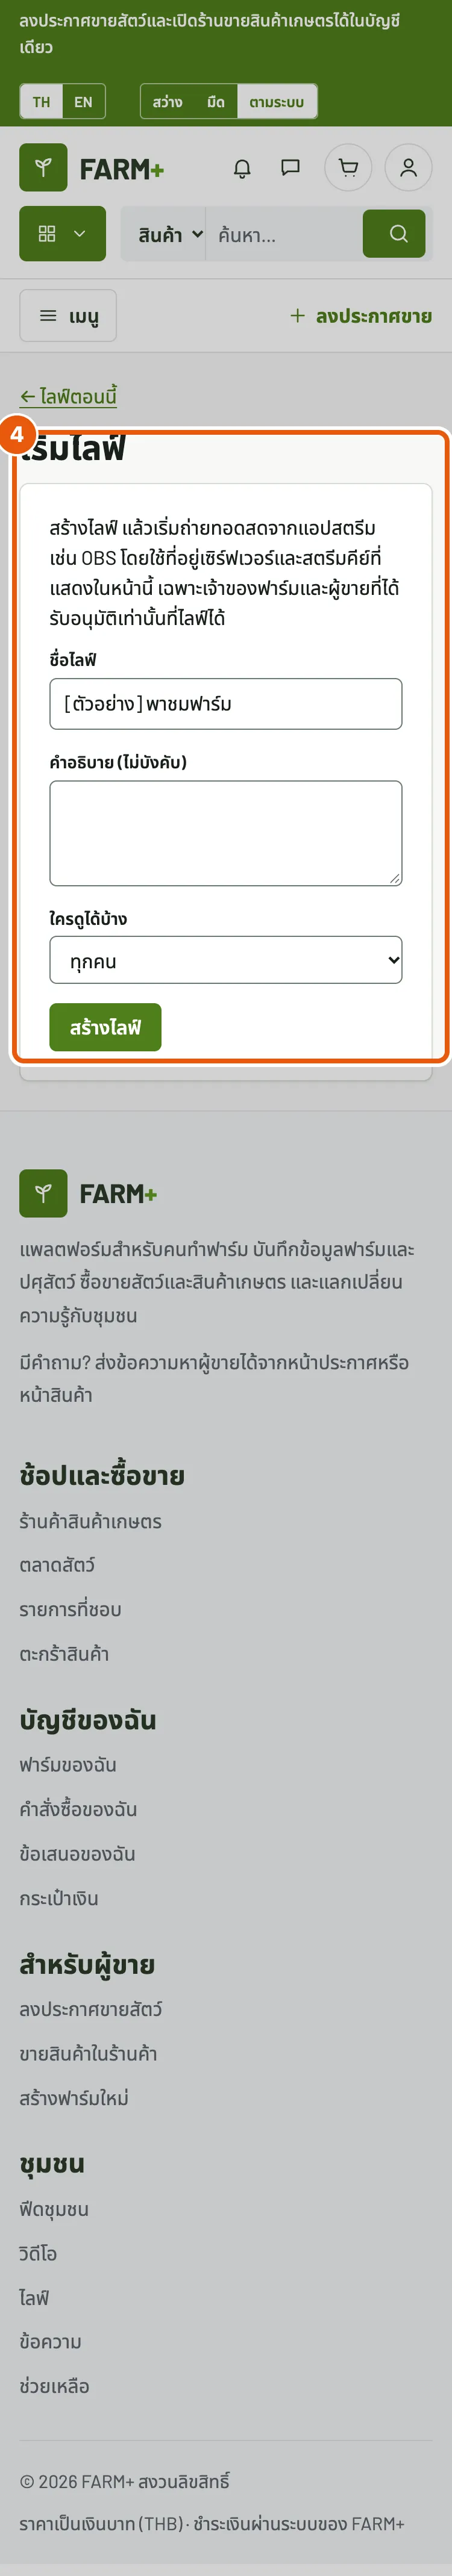 ลงประกาศขายสัตว์และเปิดร้านขายสินค้าเกษตรได้ในบัญชี
เดียว
TH EN สว่าง มืด ตามระบบ
FARM+
สินค้า ค้นหา...
เมนู + ลงประกาศขาย
← ไลฟ์ตอนนี้
4
เริ่มไลฟ์
สร้างไลฟ์ แล้วเริ่มถ่ายทอดสดจากแอปสตรีม
เช่น OBS โดยใช้ที่อยู่เซิร์ฟเวอร์และสตรีมคีย์ที่
แสดงในหน้านี้ เฉพาะเจ้าของฟาร์มและผู้ขายที่ได้
รับอนุมัติเท่านั้นที่ไลฟ์ได้
ชื่อไลฟ์
[ตัวอย่าง] พาชมฟาร์ม
คำอธิบาย (ไม่บังคับ)
ใครดูได้บ้าง
ทุกคน
สร้างไลฟ์
FARM+
แพลตฟอร์มสำหรับคนทำฟาร์ม บันทึกข้อมูลฟาร์มและ
ปศุสัตว์ ซื้อขายสัตว์และสินค้าเกษตร และแลกเปลี่ยน
ความรู้กับชุมชน
มีคำถาม? ส่งข้อความหาผู้ขายได้จากหน้าประกาศหรือ
หน้าสินค้า
ช้อปและซื้อขาย
ร้านค้าสินค้าเกษตร
ตลาดสัตว์
รายการที่ชอบ
ตะกร้าสินค้า
บัญชีของฉัน
ฟาร์มของฉัน
คำสั่งซื้อของฉัน
ข้อเสนอของฉัน
กระเป๋าเงิน
สำหรับผู้ขาย
ลงประกาศขายสัตว์
ขายสินค้าในร้านค้า
สร้างฟาร์มใหม่
ชุมชน
ฟีดชุมชน
วิดีโอ
ไลฟ์
ข้อความ
ช่วยเหลือ
© 2026 FARM+ สงวนลิขสิทธิ์
ราคาเป็นเงินบาท (THB) · ชำระเงินผ่านระบบของ FARM+